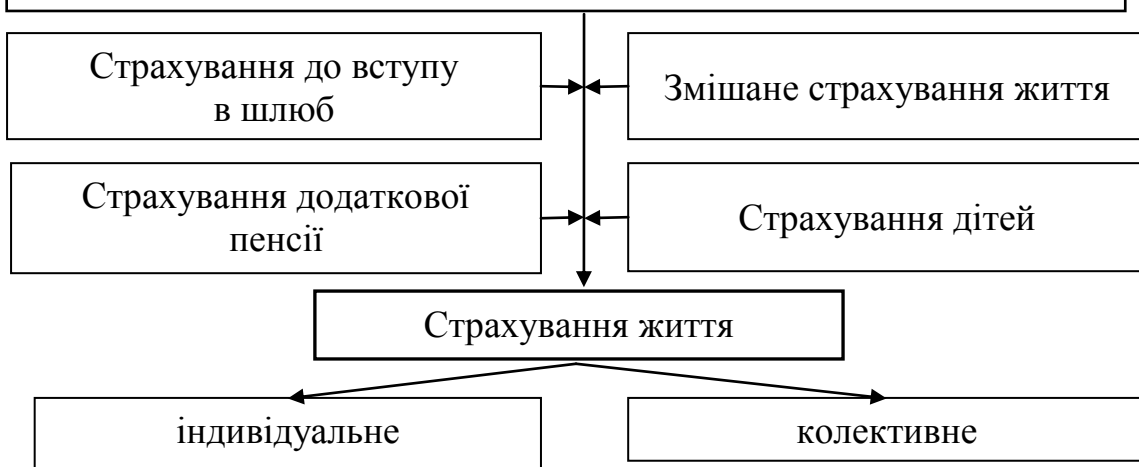 Страхування до вступу
в шлюб
Змішане страхування життя
Страхування додаткової
пенсії
Страхування дітей
Страхування життя
індивідуальне
колективне